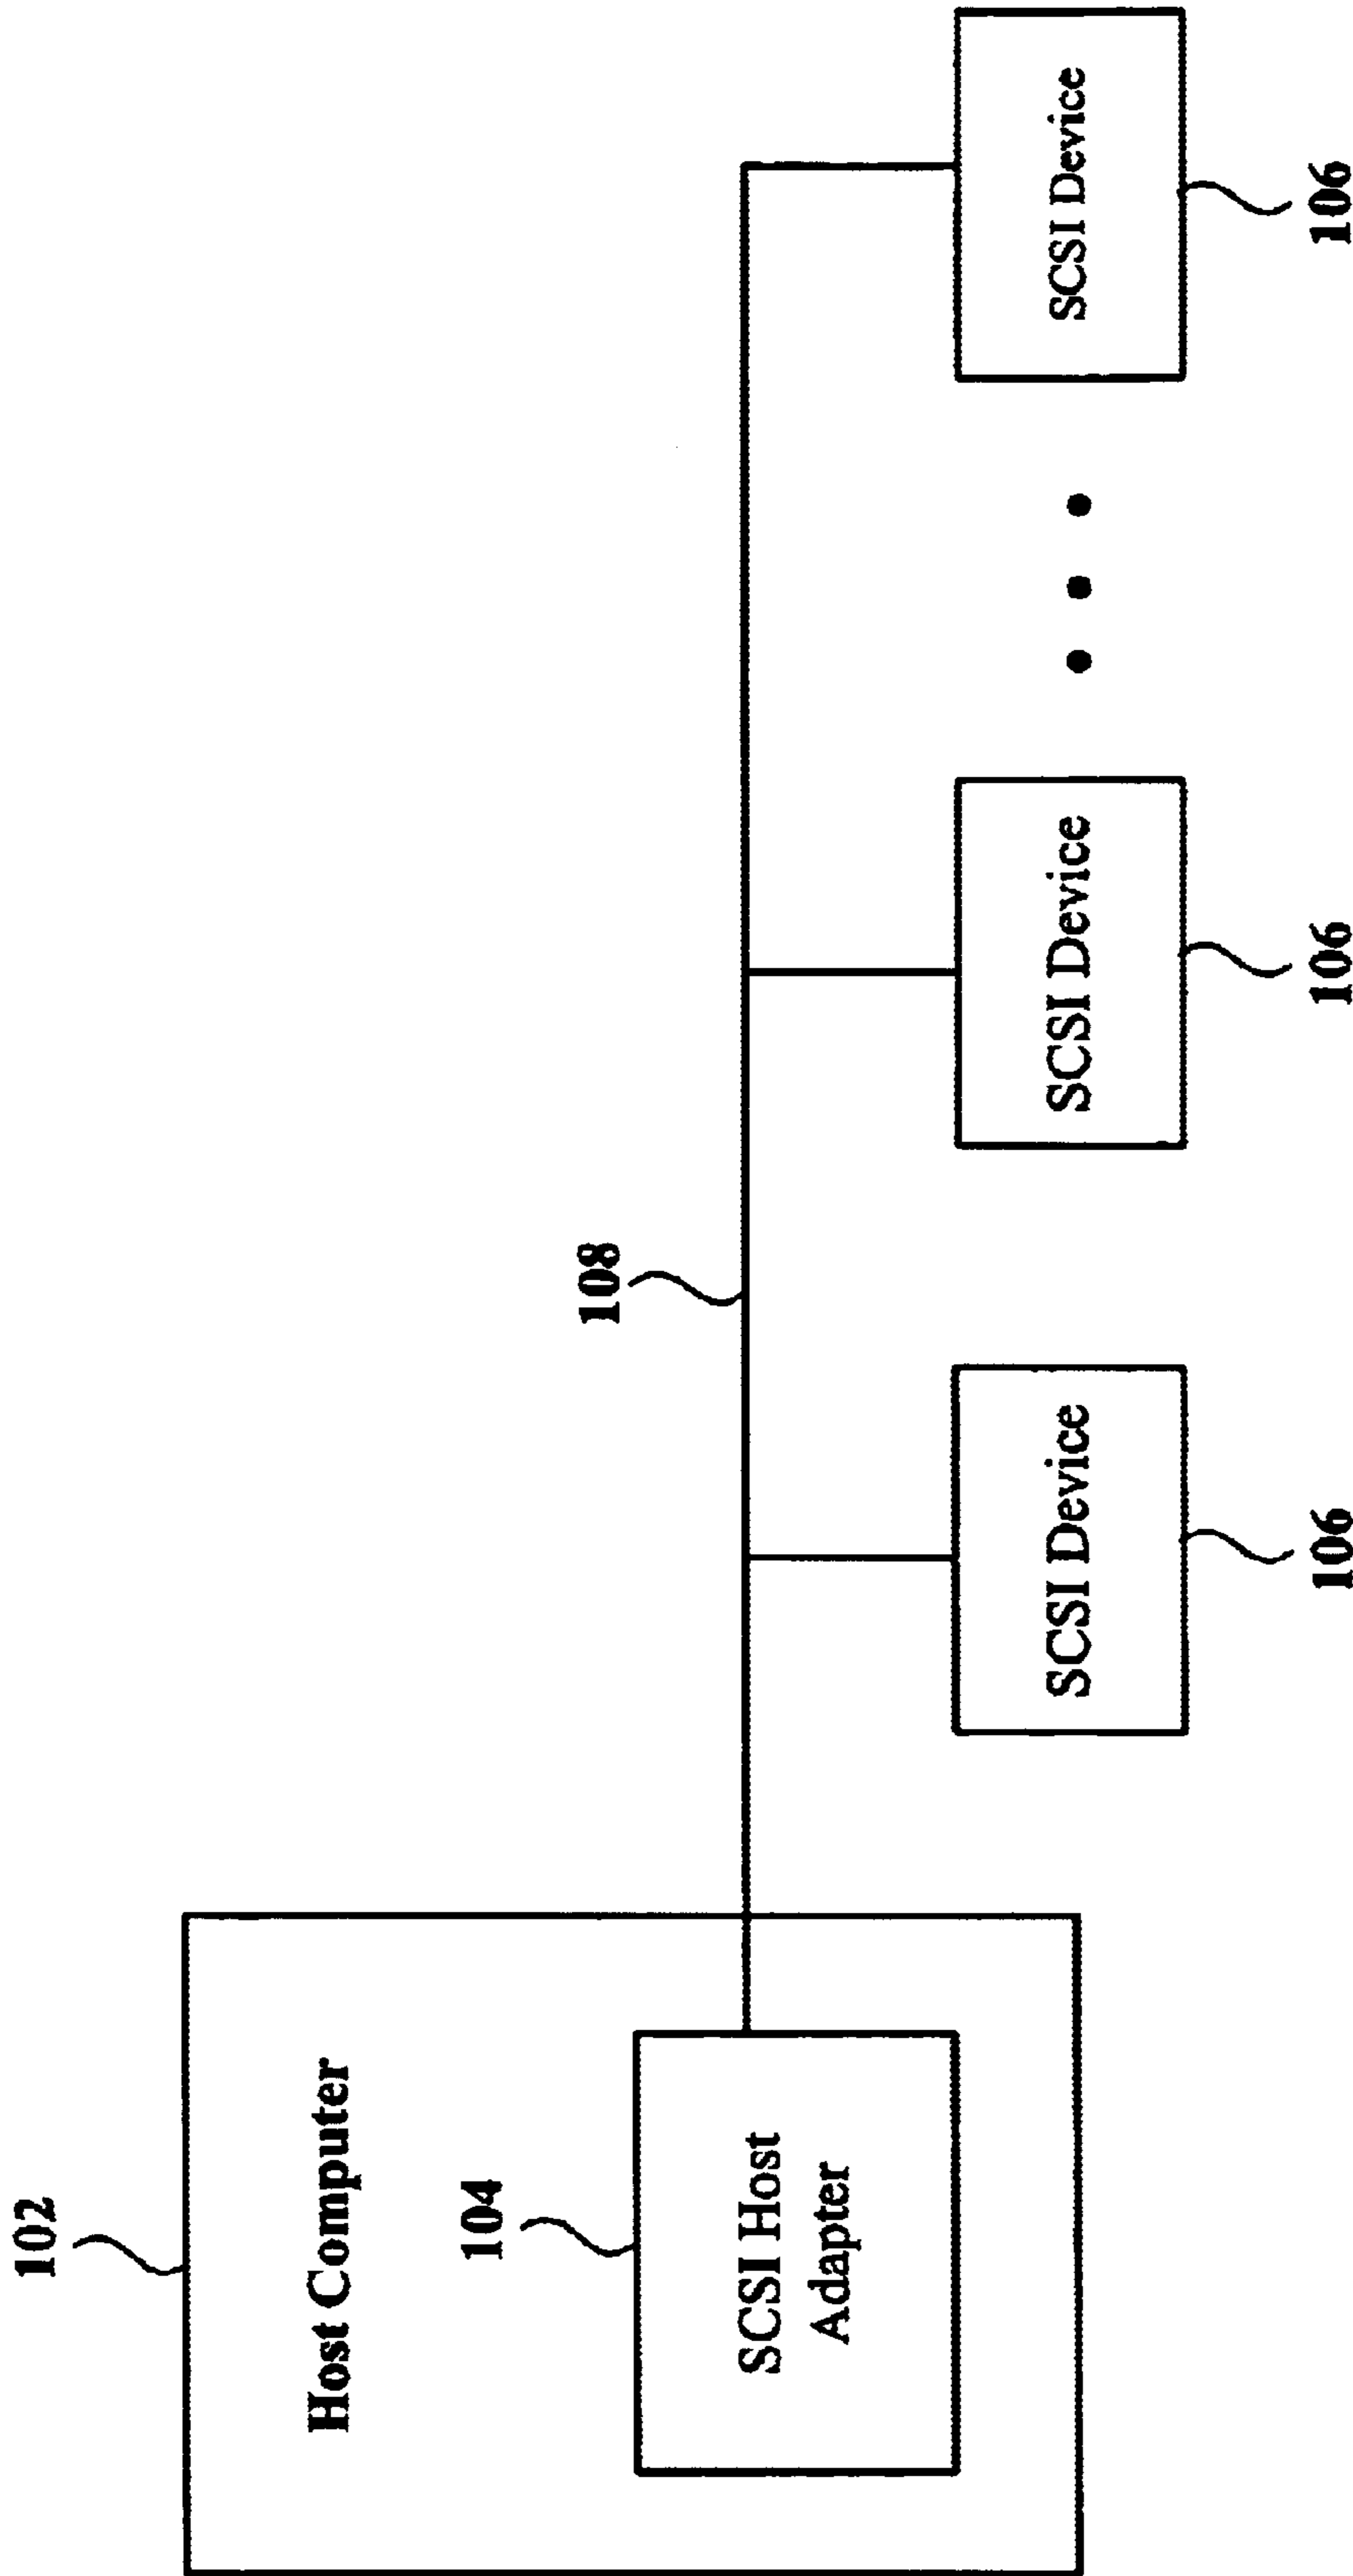 102
Host Computer
104
SCSI Host
Adapter
108
SCSI Device
106
SCSI Device
106
SCSI Device
106